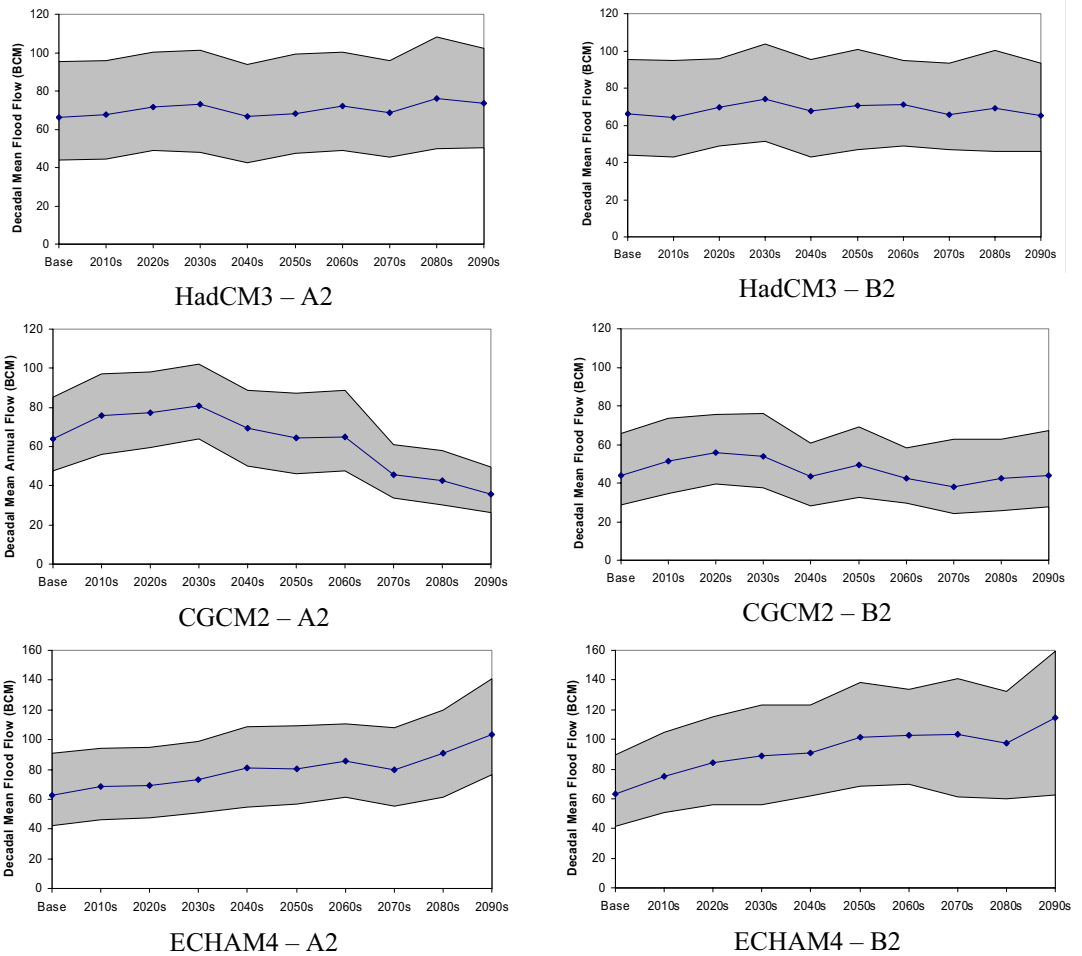 Decadal Mean Flood Flow (BCM)
120
100
80
60
40
20
0
Base 2010s 2020s 2030s 2040s 2050s 2060s 2070s 2080s 2090s
HadCM3 – A2
Decadal Mean Flood Flow (BCM)
120
100
80
60
40
20
0
Base 2010s 2020s 2030s 2040s 2050s 2060s 2070s 2080s 2090s
HadCM3 – B2
Decadal Mean Annual Flow (BCM)
120
100
80
60
40
20
0
Base 2010s 2020s 2030s 2040s 2050s 2060s 2070s 2080s 2090s
CGCM2 – A2
Decadal Mean Flood Flow (BCM)
120
100
80
60
40
20
0
Base 2010s 2020s 2030s 2040s 2050s 2060s 2070s 2080s 2090s
CGCM2 – B2
Decadal Mean Flood Flow (BCM)
160
140
120
100
80
60
40
20
0
Base 2010s 2020s 2030s 2040s 2050s 2060s 2070s 2080s 2090s
ECHAM4 – A2
Decadal Mean Flood Flow (BCM)
160
140
120
100
80
60
40
20
0
Base 2010s 2020s 2030s 2040s 2050s 2060s 2070s 2080s 2090s
ECHAM4 – B2